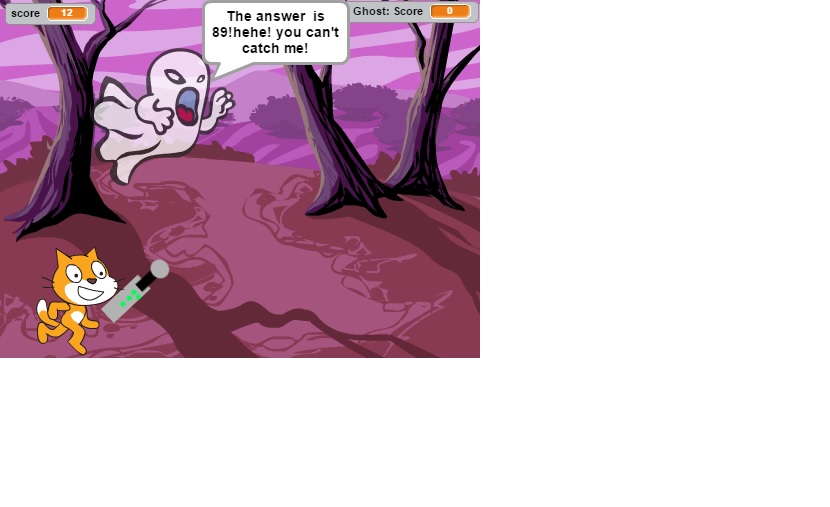 score 12
The answer is
89!hehe! you can't
catch me!
Ghost: Score 0